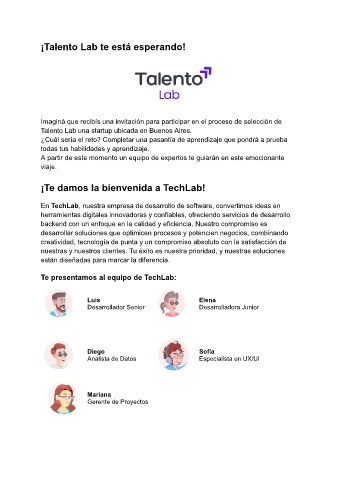 ¡Talento Lab te está esperando!
Talento
Lab
Imaginá que recibís una invitación para participar en el proceso de selección de
Talento Lab una startup ubicada en Buenos Aires.
¿Cuál sería el reto? Completar una pasantía de aprendizaje que pondrá a prueba
todas tus habilidades y aprendizaje.
A partir de este momento un equipo de expertos te guiarán en este emocionante
viaje.
¡Te damos la bienvenida a TechLab!
En TechLab, nuestra empresa de desarrollo de software, convertimos ideas en
herramientas digitales innovadoras y confiables, ofreciendo servicios de desarrollo
backend con un enfoque en la calidad y eficiencia. Nuestro compromiso es
desarrollar soluciones que optimicen procesos y potencien negocios, combinando
creatividad, tecnología de punta y un compromiso absoluto con la satisfacción de
nuestras y nuestros clientes. Tu éxito es nuestra prioridad, y nuestras soluciones
están diseñadas para marcar la diferencia.
Te presentamos al equipo de TechLab:
Luis
Desarrollador Senior
Elena
Desarrolladora Junior
Diego
Analista de Datos
Sofía
Especialista en UX/UI
Mariana
Gerente de Proyectos